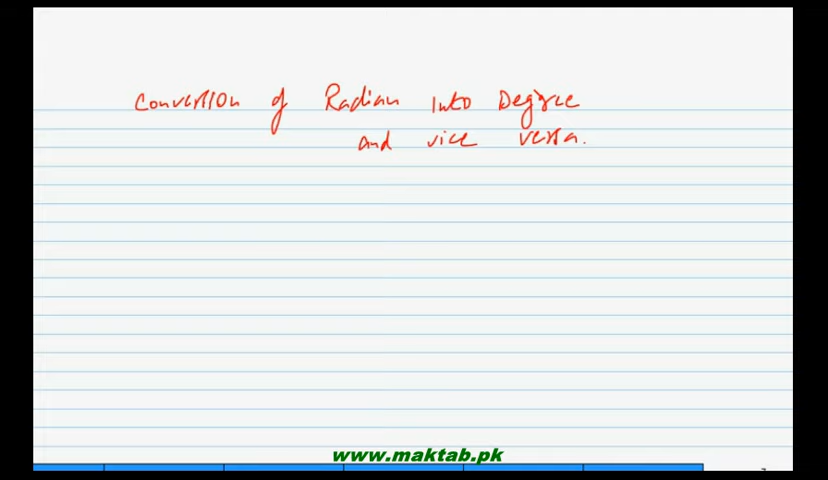 Conversion of Radian into Degree
and vice versa.
www.maktab.pk